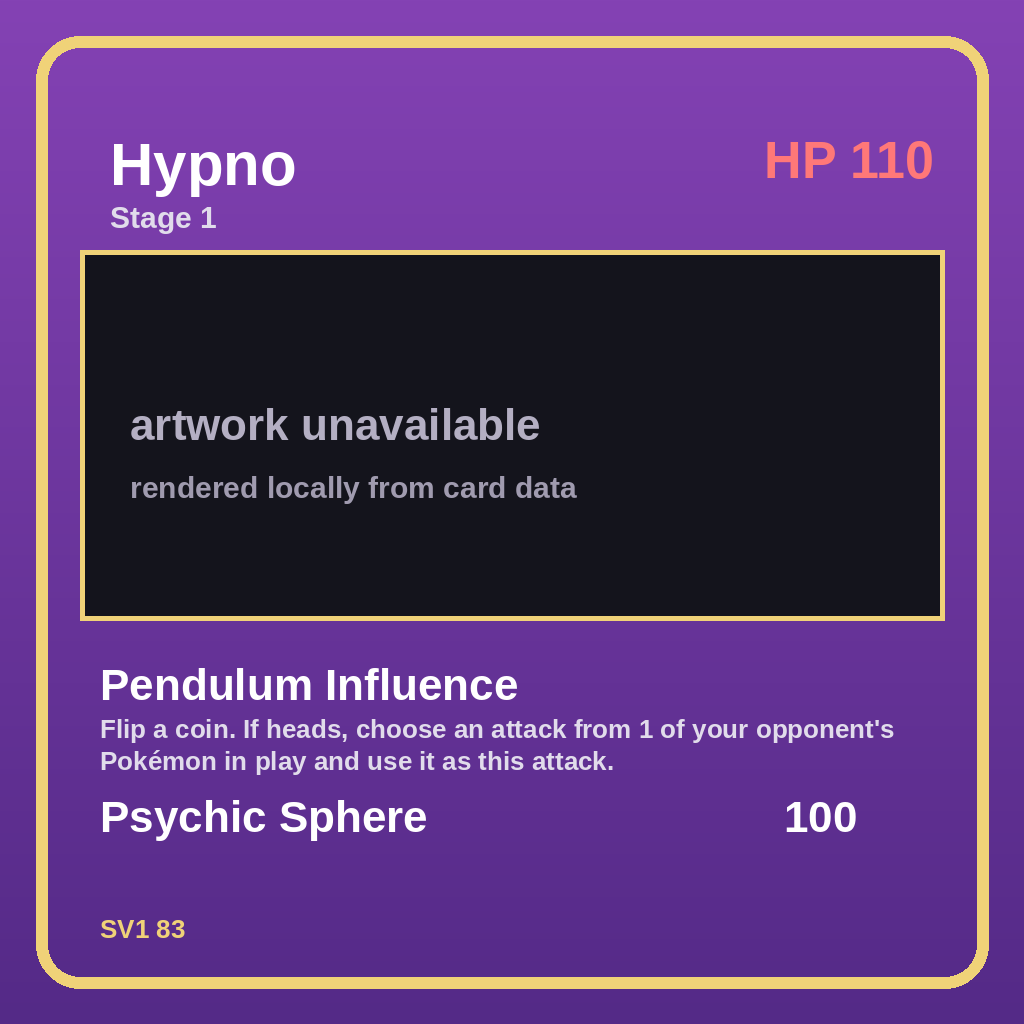 Hypno
HP 110
Stage 1
artwork unavailable
rendered locally from card data
Pendulum Influence
Flip a coin. If heads, choose an attack from 1 of your opponent's
Pokémon in play and use it as this attack.
Psychic Sphere 100
SV1 83